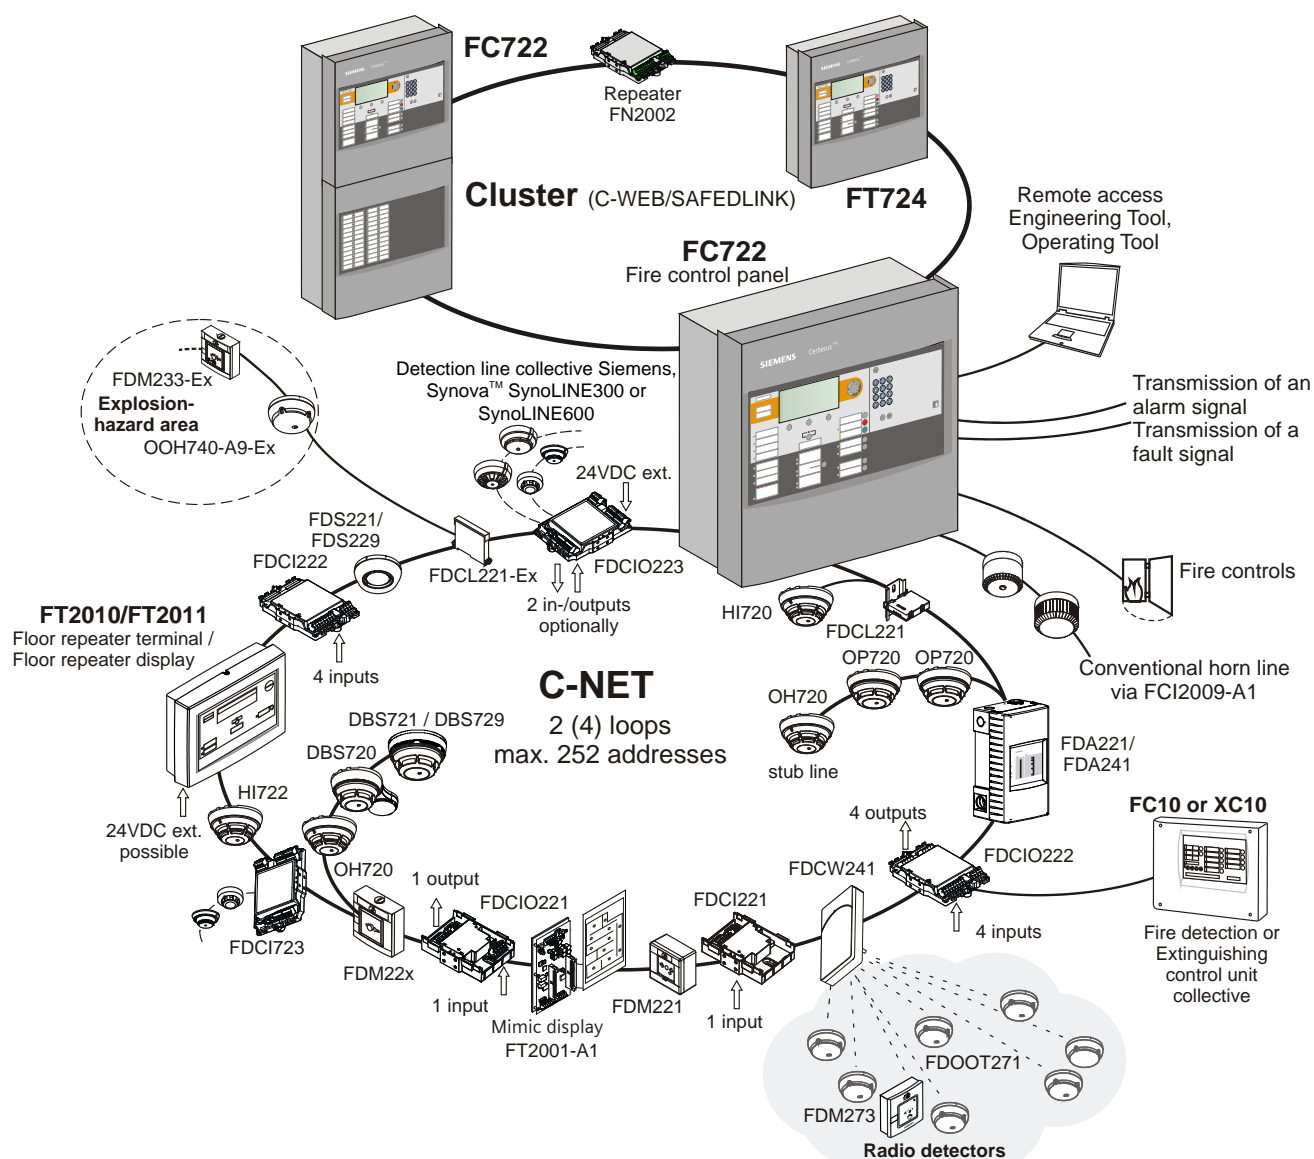 FC722
Repeater
FN2002
SIEMENS Cerberus™
SIEMENS Cerberus™
Cluster (C-WEB/SAFEDLINK)
FT724
Remote access
Engineering Tool,
Operating Tool
FC722
Fire control panel
SIEMENS Cerberus™
Transmission of an
alarm signal
Transmission of a
fault signal
FDM233-Ex
Explosion-
hazard area
OOH740-A9-Ex
Detection line collective Siemens,
Synova™ SynoLINE300 or
SynoLINE600
24VDC ext.
FDS221/
FDS229
FDCI222
FDCL221-Ex
FDCIO223
2 in-/outputs
optionally
HI720
FDCL221
Fire controls
FT2010/FT2011
Floor repeater terminal /
Floor repeater display
4 inputs
C-NET
2 (4) loops
max. 252 addresses
OP720
OP720
OH720
stub line
Conventional horn line
via FCI2009-A1
DBS721 / DBS729
DBS720
FDA221/
FDA241
HI722
24VDC ext.
possible
OH720
4 outputs
FC10 or XC10
FDCIO222
FDCW241
1 output
FDCIO221
FDCI221
FDCI723
FDM22x
1 input
Mimic display
FT2001-A1
FDM221
1 input
4 inputs
Fire detection or
Extinguishing
control unit
collective
FDOOT271
FDM273
Radio detectors